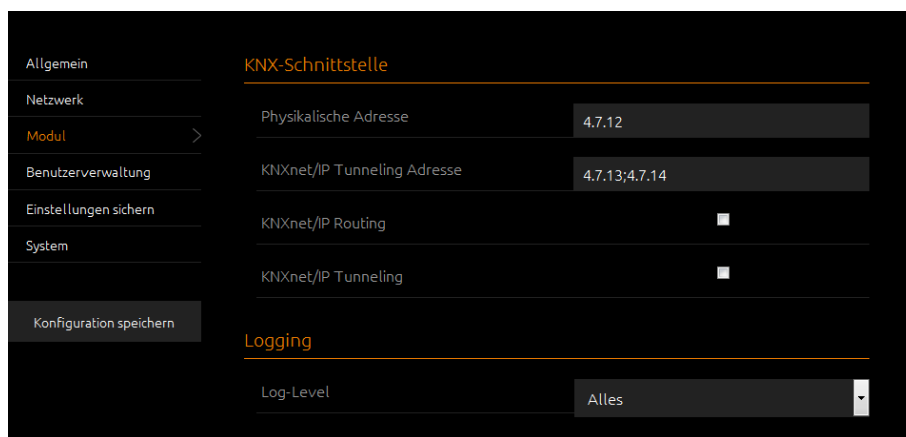 Allgemein
Netzwerk
Modul
Benutzerverwaltung
Einstellungen sichern
System
Konfiguration speichern
KNX-Schnittstelle
Physikalische Adresse 4.7.12
KNXnet/IP Tunneling Adresse 4.7.13;4.7.14
KNXnet/IP Routing
KNXnet/IP Tunneling
Logging
Log-Level Alles